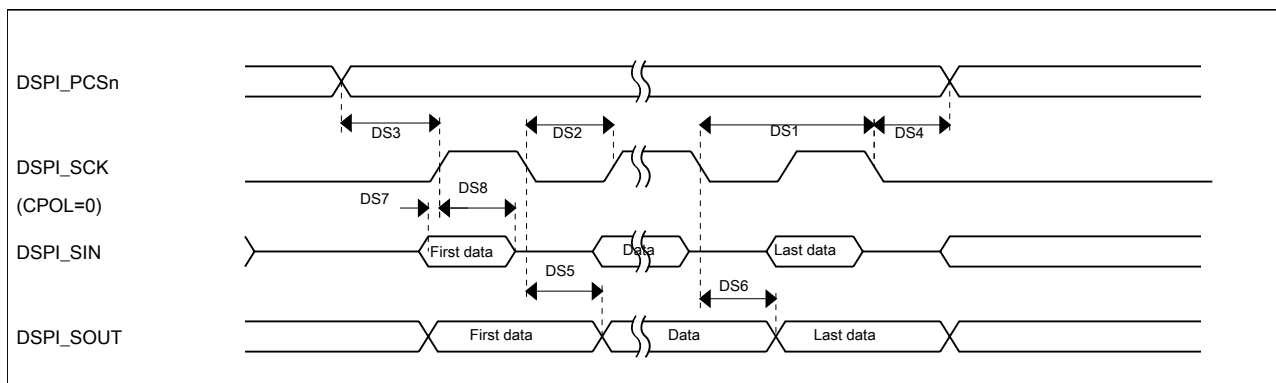 DSPI_PCSn
DS3
DS2
DS1
DS4
DSPI_SCK
(CPOL=0)
DS7
DS8
DSPI_SIN
First data
Data
Last data
DS5
DS6
DSPI_SOUT
First data
Data
Last data